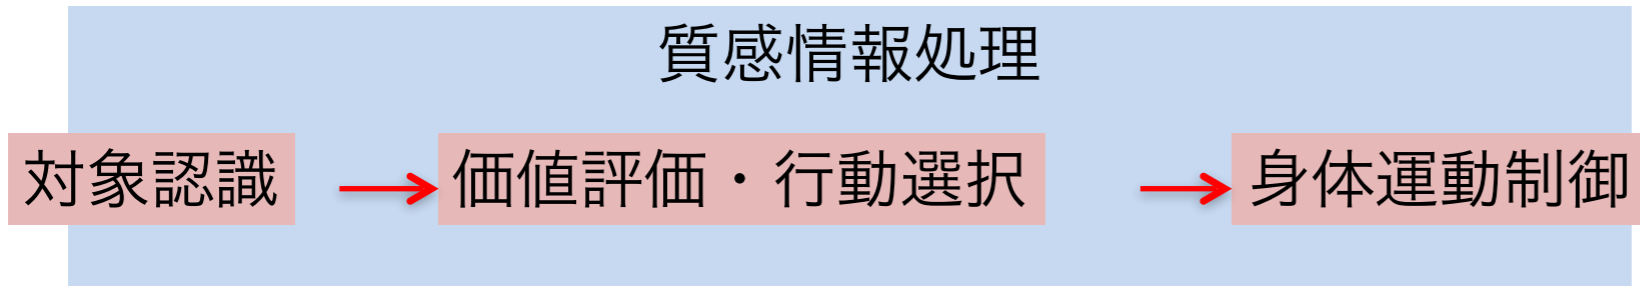 質感情報処理
対象認識
価値評価・行動選択
身体運動制御